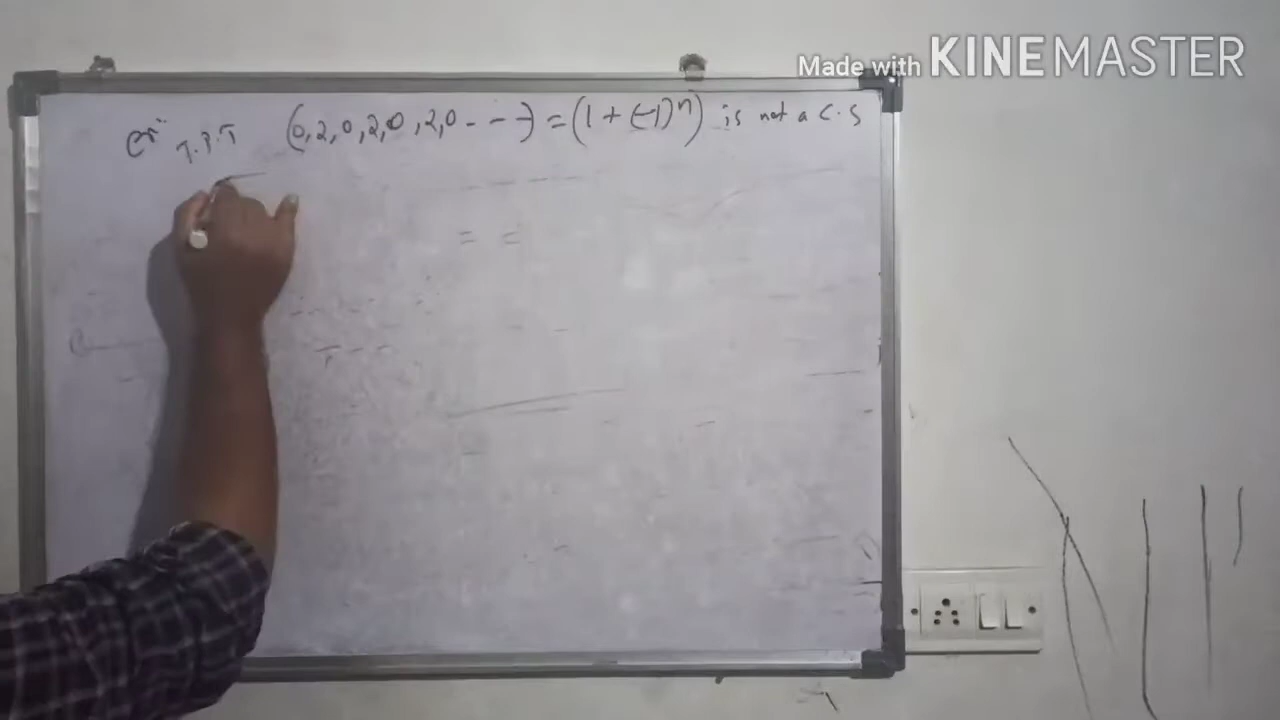 Made with KINEMASTER
ex T.P.T (0,2,0,2,0,2,0 - - -) = (1 + (-1)^n) is not a C.S
= c